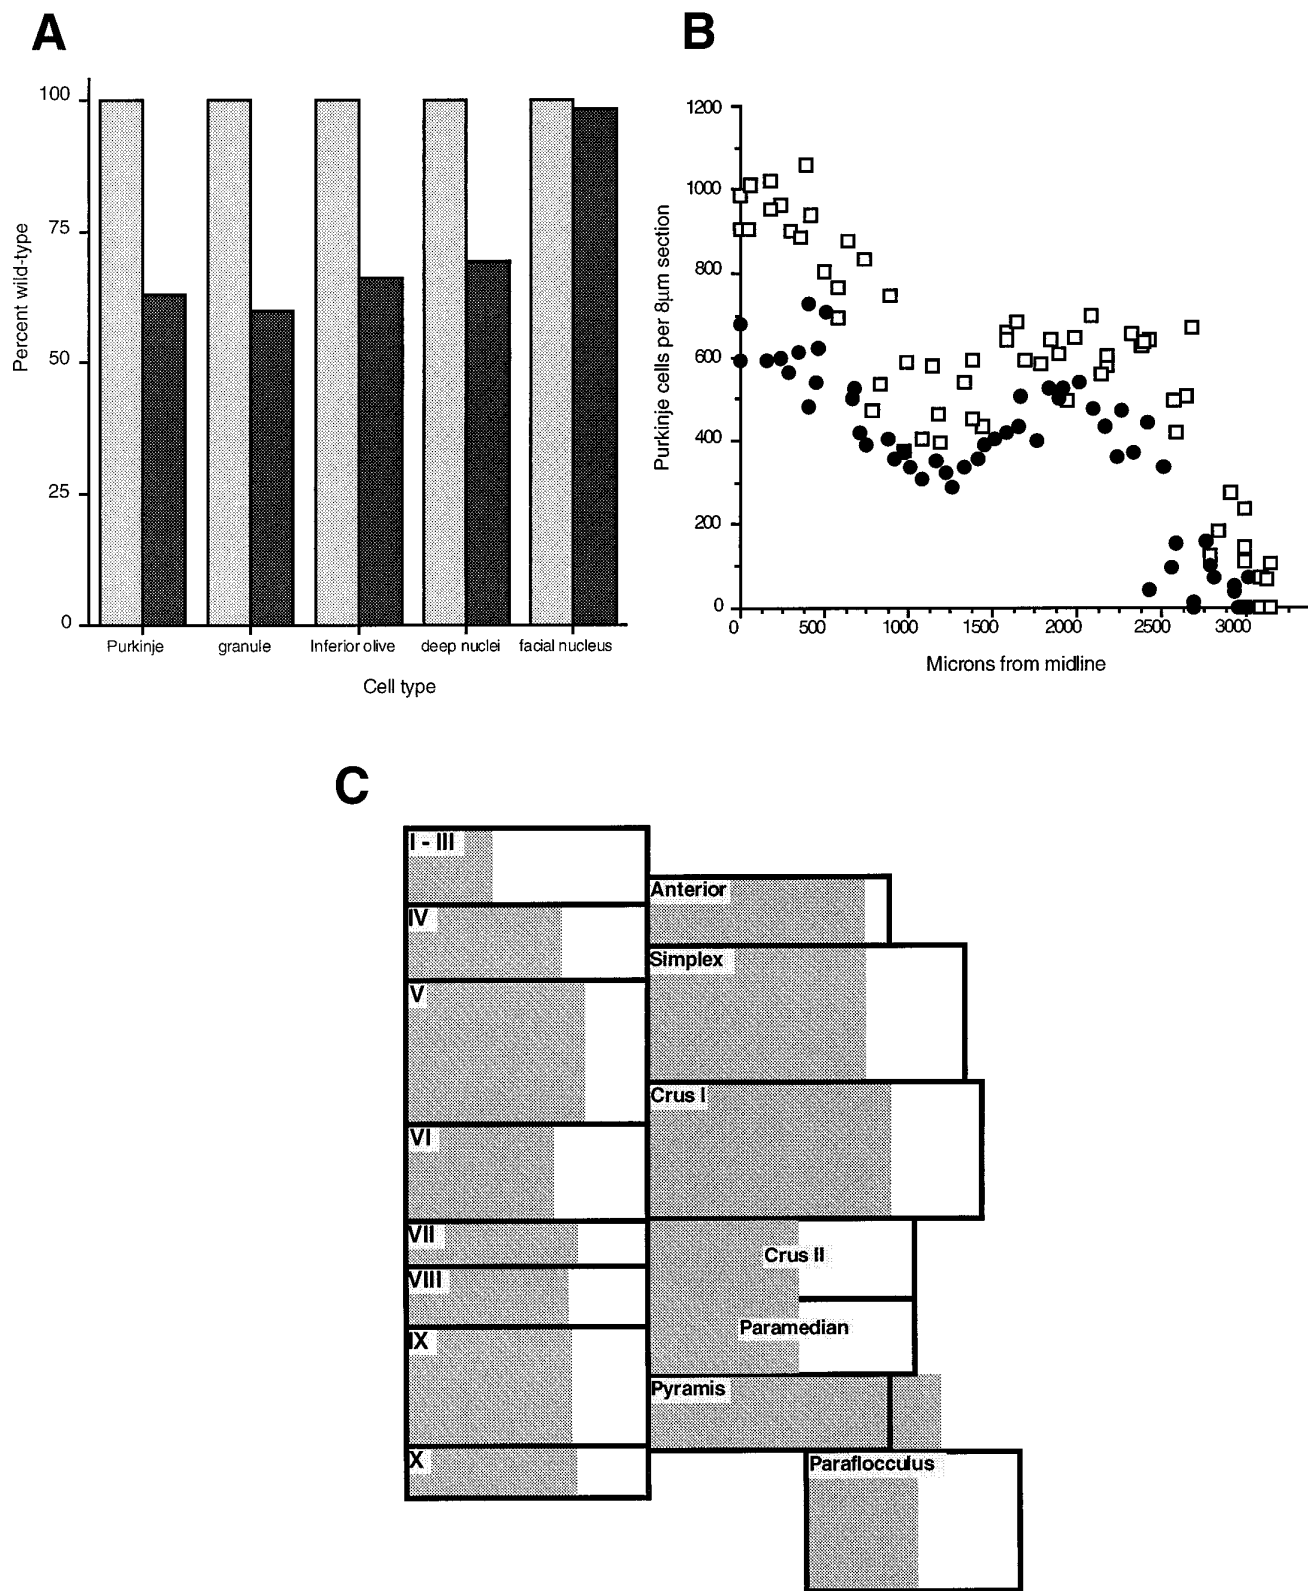 A
Percent wild-type
100
75
50
25
0
Purkinje granule Inferior olive deep nuclei facial nucleus
Cell type
B
Purkinje cells per 8µm section
1200
1000
800
600
400
200
0
0 500 1000 1500 2000 2500 3000
Microns from midline
C
I - III
IV
V
VI
VII
VIII
IX
X
Anterior
Simplex
Crus I
Crus II
Paramedian
Pyramis
Paraflocculus